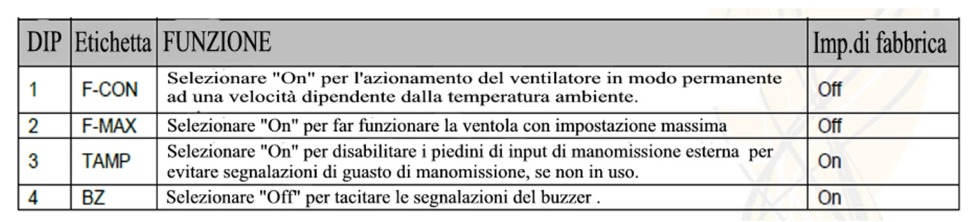 DIP Etichetta FUNZIONE Imp.di fabbrica
1 F-CON Selezionare "On" per l'azionamento del ventilatore in modo permanente ad una velocità dipendente dalla temperatura ambiente. Off
2 F-MAX Selezionare "On" per far funzionare la ventola con impostazione massima Off
3 TAMP Selezionare "On" per disabilitare i piedini di input di manomissione esterna per evitare segnalazioni di guasto di manomissione, se non in uso. On
4 BZ Selezionare "Off" per tacitare le segnalazioni del buzzer . On